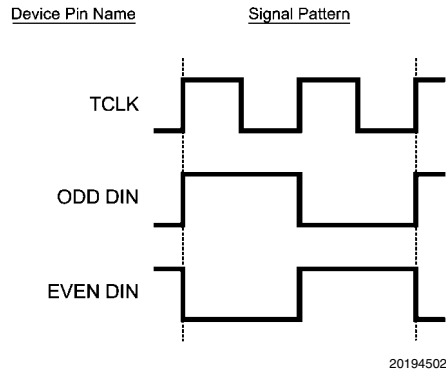 Device Pin Name Signal Pattern
TCLK
ODD DIN
EVEN DIN
20194502